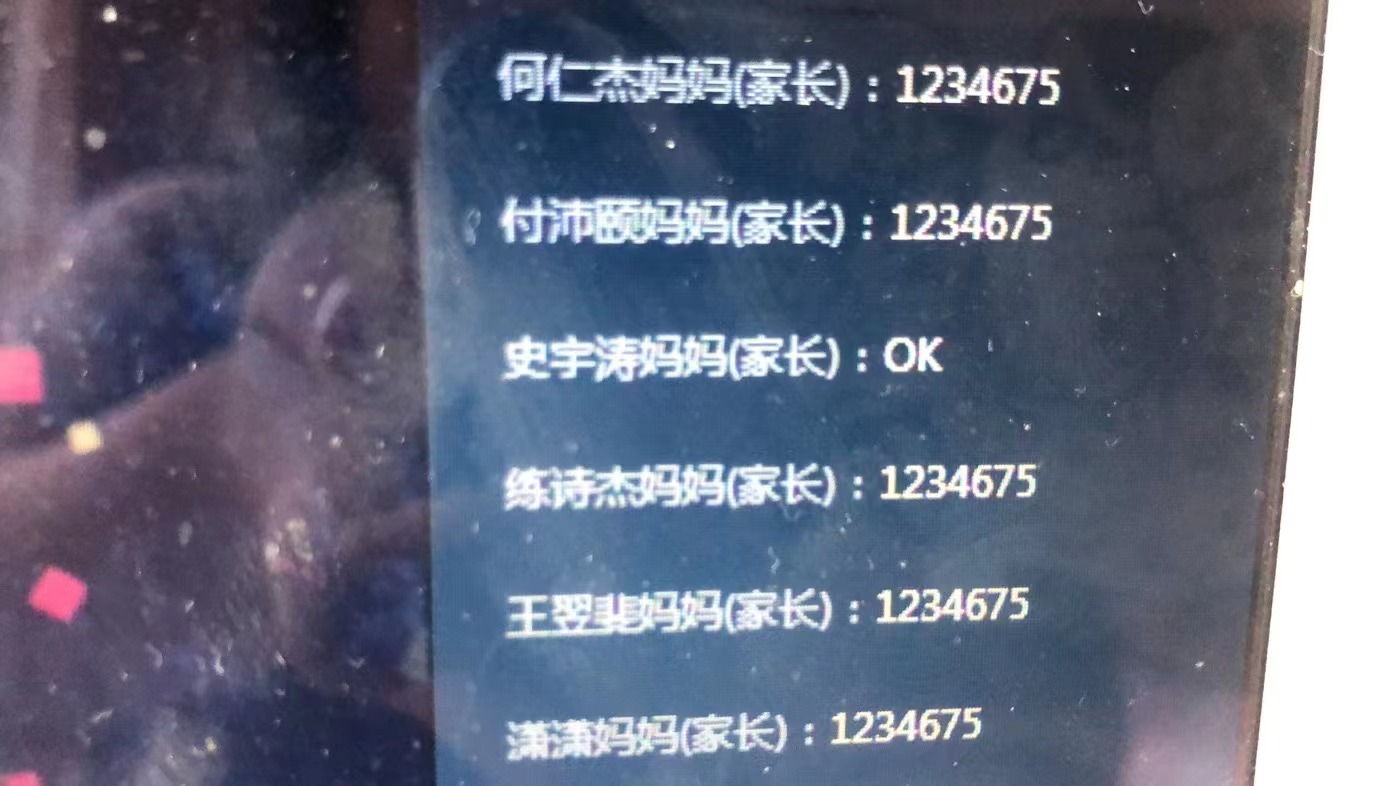 何仁杰妈妈(家长)：1234675
付沛颐妈妈(家长)：1234675
史宇涛妈妈(家长)：OK
练诗杰妈妈(家长)：1234675
王翌斐妈妈(家长)：1234675
潇潇妈妈(家长)：1234675